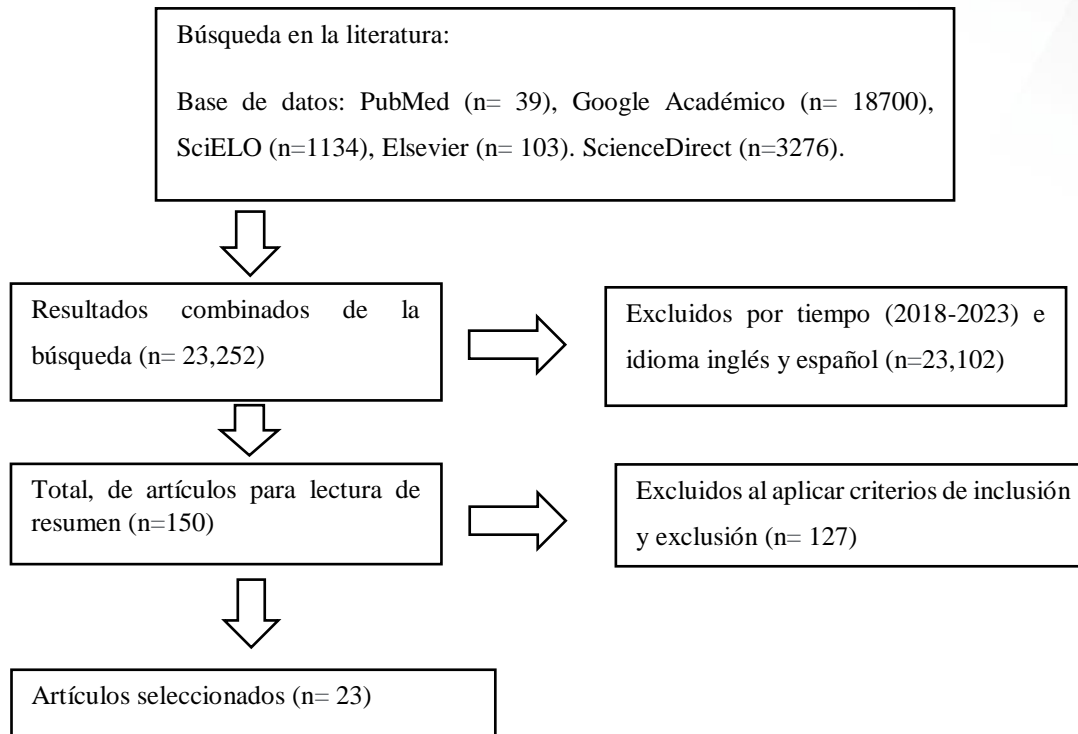 Búsqueda en la literatura:
Base de datos: PubMed (n= 39), Google Académico (n= 18700),
SciELO (n=1134), Elsevier (n= 103). ScienceDirect (n=3276).
Resultados combinados de la
búsqueda (n= 23,252)
Excluidos por tiempo (2018-2023) e
idioma inglés y español (n=23,102)
Total, de artículos para lectura de
resumen (n=150)
Excluidos al aplicar criterios de inclusión
y exclusión (n= 127)
Artículos seleccionados (n= 23)